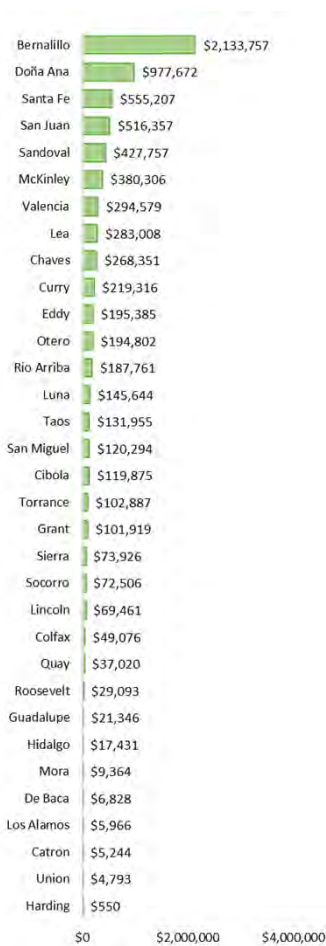 Bernalillo $2,133,757
Doña Ana $977,672
Santa Fe $555,207
San Juan $516,357
Sandoval $427,757
McKinley $380,306
Valencia $294,579
Lea $283,008
Chaves $268,351
Curry $219,316
Eddy $195,385
Otero $194,802
Rio Arriba $187,761
Luna $145,644
Taos $131,955
San Miguel $120,294
Cibola $119,875
Torrance $102,887
Grant $101,919
Sierra $73,926
Socorro $72,506
Lincoln $69,461
Colfax $49,076
Quay $37,020
Roosevelt $29,093
Guadalupe $21,346
Hidalgo $17,431
Mora $9,364
De Baca $6,828
Los Alamos $5,966
Catron $5,244
Union $4,793
Harding $550
$0 $2,000,000 $4,000,000